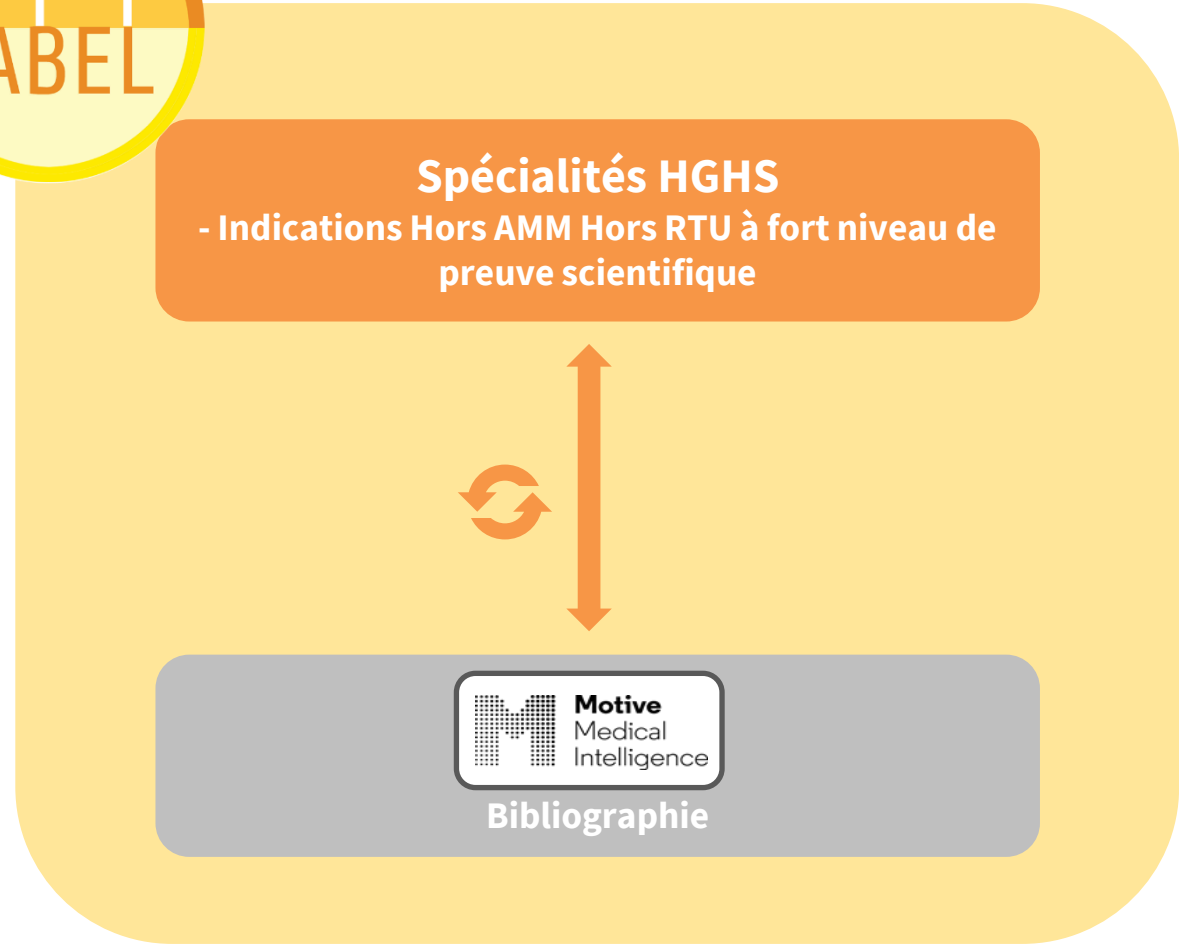 ABEL
Spécialités HGHS
- Indications Hors AMM Hors RTU à fort niveau de
preuve scientifique
Motive
Medical
Intelligence
Bibliographie